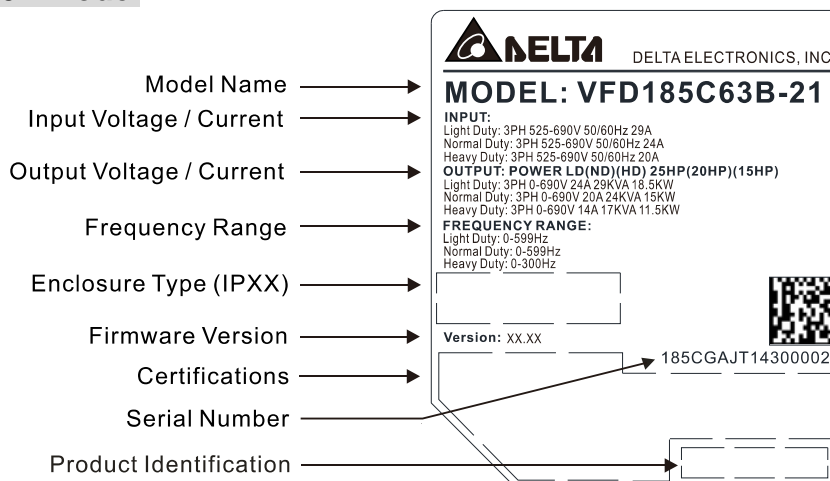 DELTA
DELTA ELECTRONICS, INC
Model Name
MODEL: VFD185C63B-21
Input Voltage / Current
INPUT:
Light Duty: 3PH 525-690V 50/60Hz 29A
Normal Duty: 3PH 525-690V 50/60Hz 24A
Heavy Duty: 3PH 525-690V 50/60Hz 20A
Output Voltage / Current
OUTPUT: POWER LD(ND)(HD) 25HP(20HP)(15HP)
Light Duty: 3PH 0-690V 24A 29KVA 18.5KW
Normal Duty: 3PH 0-690V 20A 24KVA 15KW
Heavy Duty: 3PH 0-690V 14A 17KVA 11.5KW
Frequency Range
FREQUENCY RANGE:
Light Duty: 0-599Hz
Normal Duty: 0-599Hz
Heavy Duty: 0-300Hz
Enclosure Type (IPXX)
Firmware Version
Version: XX.XX
Certifications
185CGAJT14300002
Serial Number
Product Identification